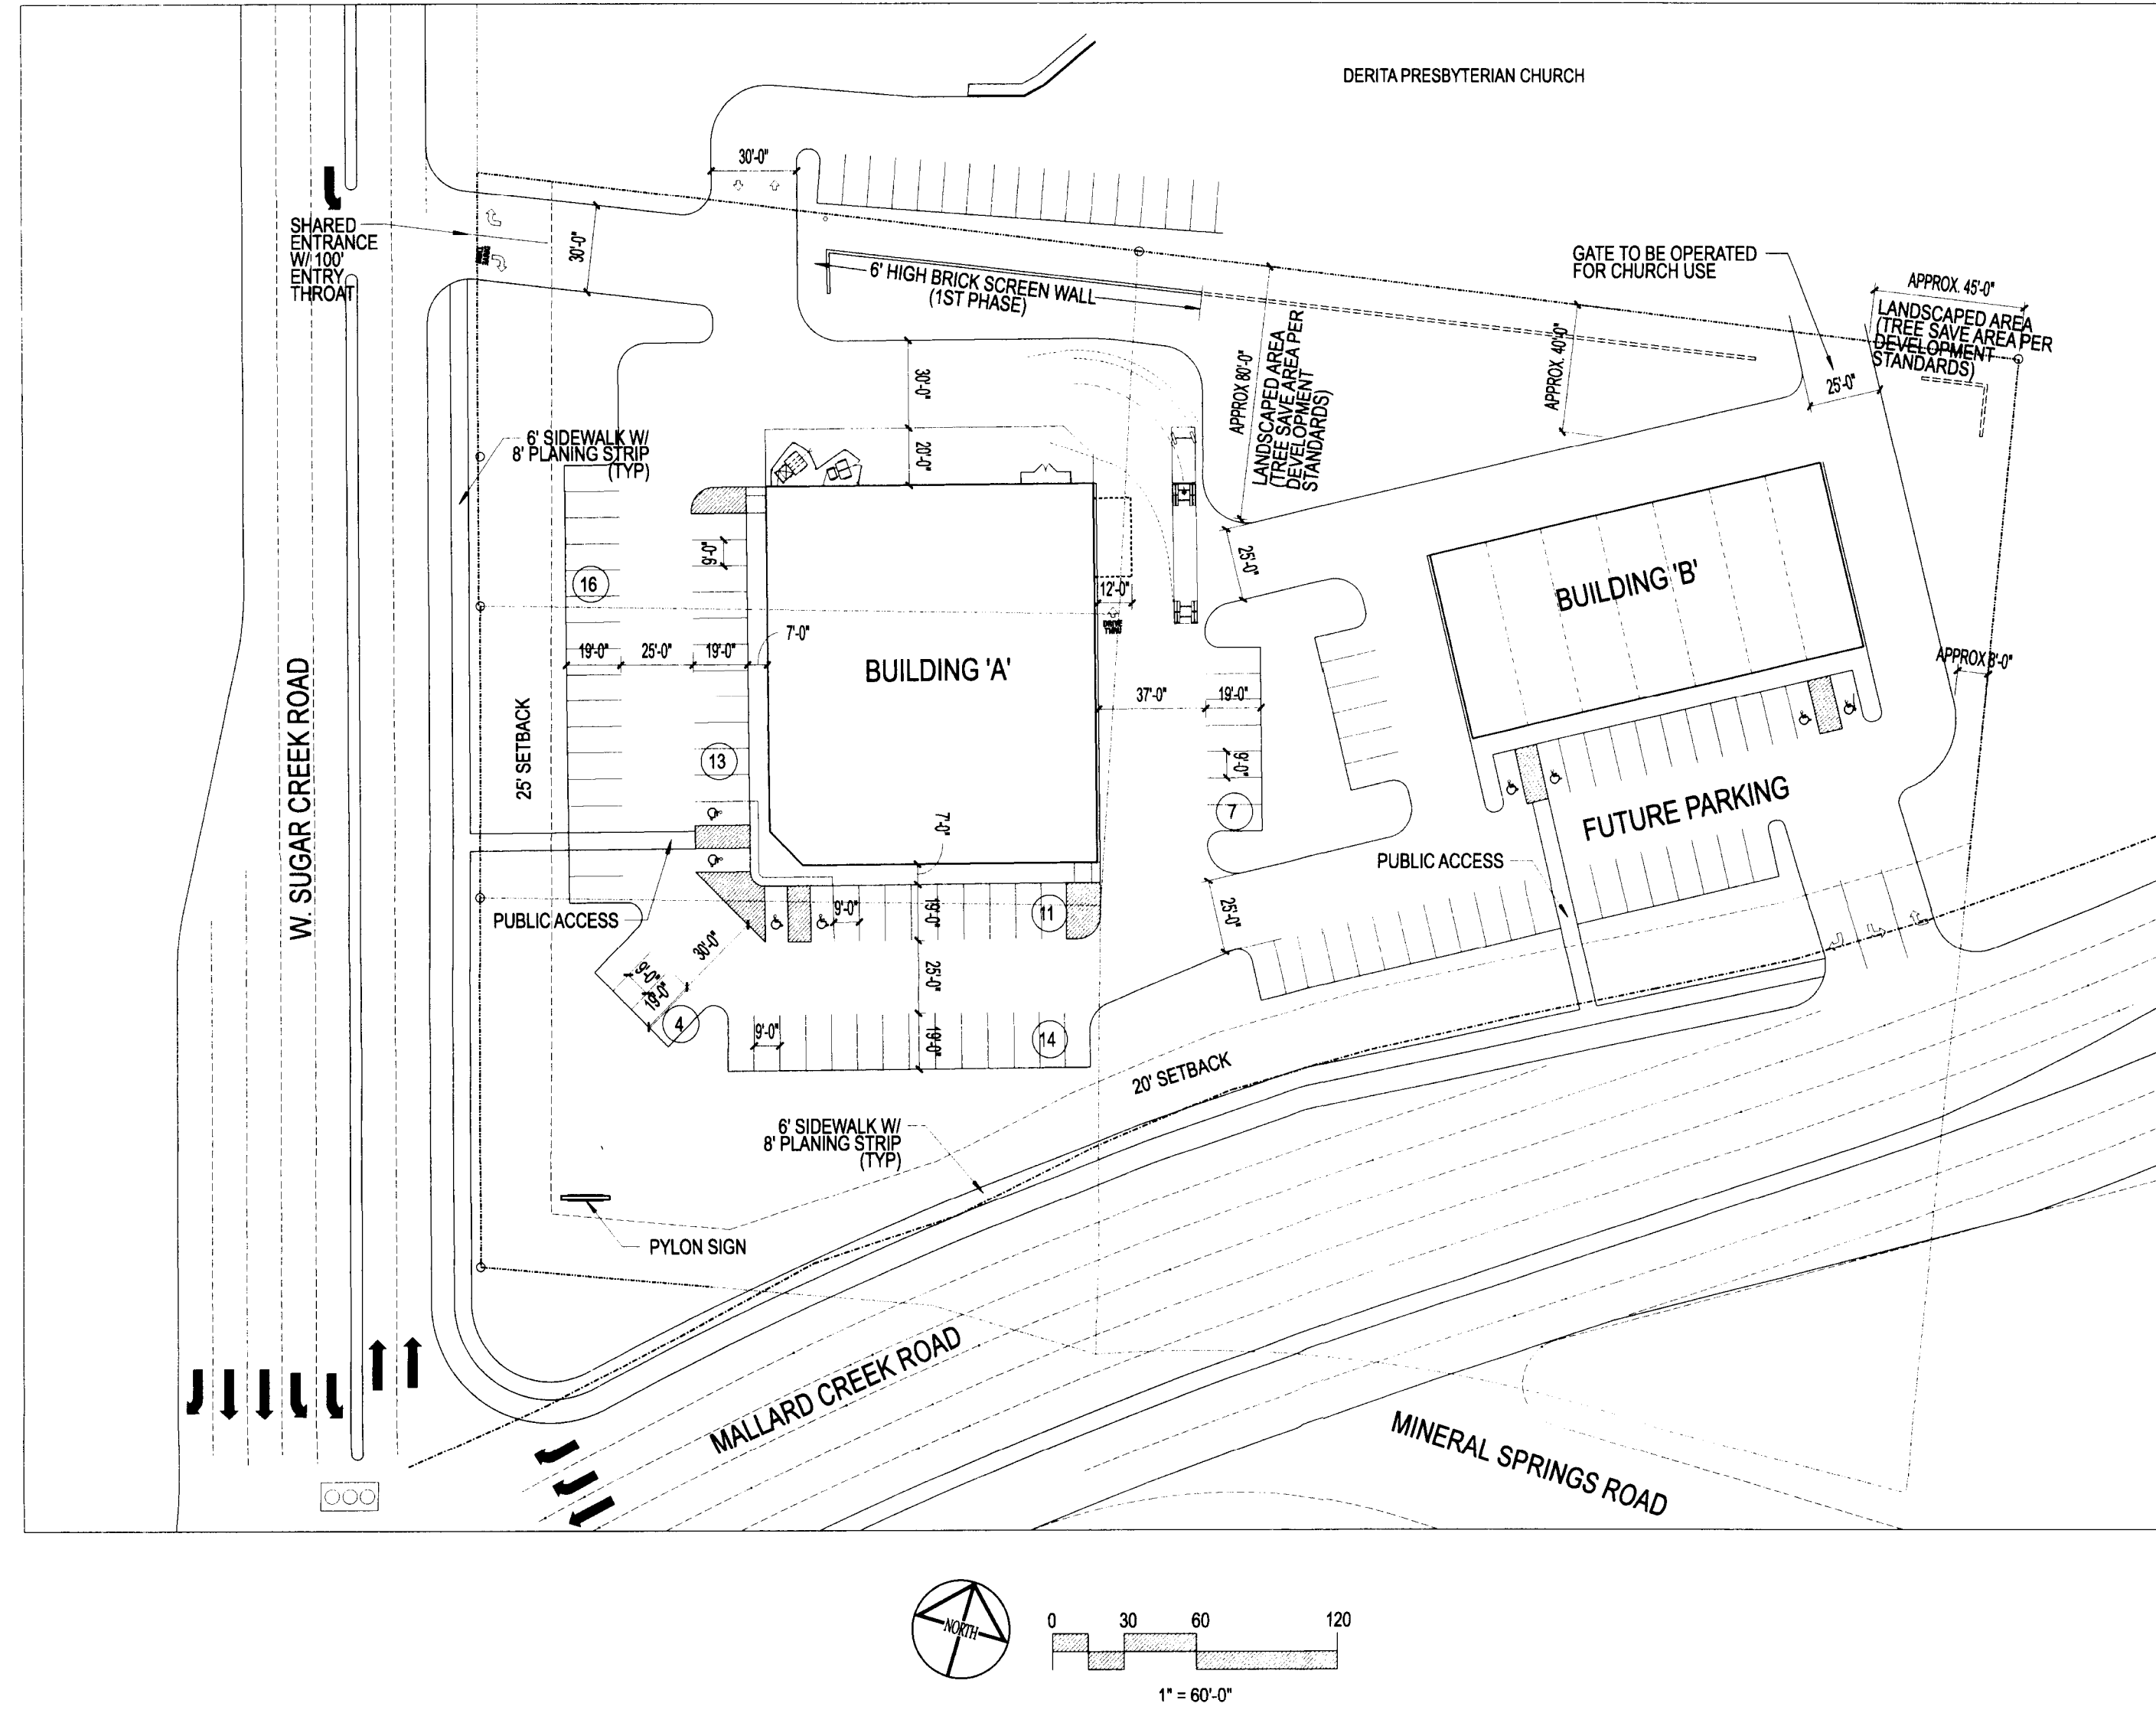 DERITA PRESBYTERIAN CHURCH
30'-0"
SHARED
ENTRANCE
W/ 100'
ENTRY
THROAT
30'-0"
6' HIGH BRICK SCREEN WALL
(1ST PHASE)
GATE TO BE OPERATED
FOR CHURCH USE
APPROX. 45'-0"
LANDSCAPED AREA
(TREE SAVE AREA PER
DEVELOPMENT
STANDARDS)
25'-0"
APPROX. 40'-0"
APPROX 80'-0"
LANDSCAPED AREA
(TREE SAVE AREA PER
DEVELOPMENT
STANDARDS)
30'-0"
20'-0"
6' SIDEWALK W/
8' PLANING STRIP
(TYP)
9'-0"
16
25'-0"
12'-0"
DRIVE
THRU
BUILDING 'B'
7'-0"
19'-0"
25'-0"
19'-0"
BUILDING 'A'
37'-0"
19'-0"
APPROX 8'-0"
W. SUGAR CREEK ROAD
25' SETBACK
13
9'-0"
7
7'-0"
FUTURE PARKING
PUBLIC ACCESS
PUBLIC ACCESS
9'-0"
19'-0"
11
25'-0"
30'-0"
9'-0"
19'-0"
4
25'-0"
9'-0"
19'-0"
14
20' SETBACK
6' SIDEWALK W/
8' PLANING STRIP
(TYP)
PYLON SIGN
MALLARD CREEK ROAD
MINERAL SPRINGS ROAD
NORTH
0 30 60 120
1" = 60'-0"